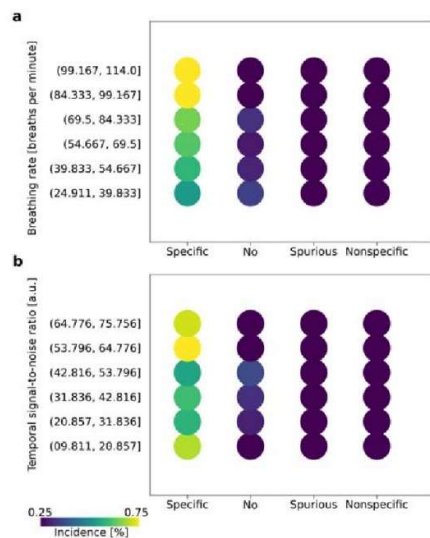 a
Breathing rate [breaths per minute]
(99.167, 114.0]
(84.333, 99.167]
(69.5, 84.333]
(54.667, 69.5]
(39.833, 54.667]
(24.911, 39.833]
Specific No Spurious Nonspecific
b
Temporal signal-to-noise ratio [a.u.]
(64.776, 75.756]
(53.796, 64.776]
(42.816, 53.796]
(31.836, 42.816]
(20.857, 31.836]
(09.811, 20.857]
Specific No Spurious Nonspecific
0.25 0.75
Incidence [%]